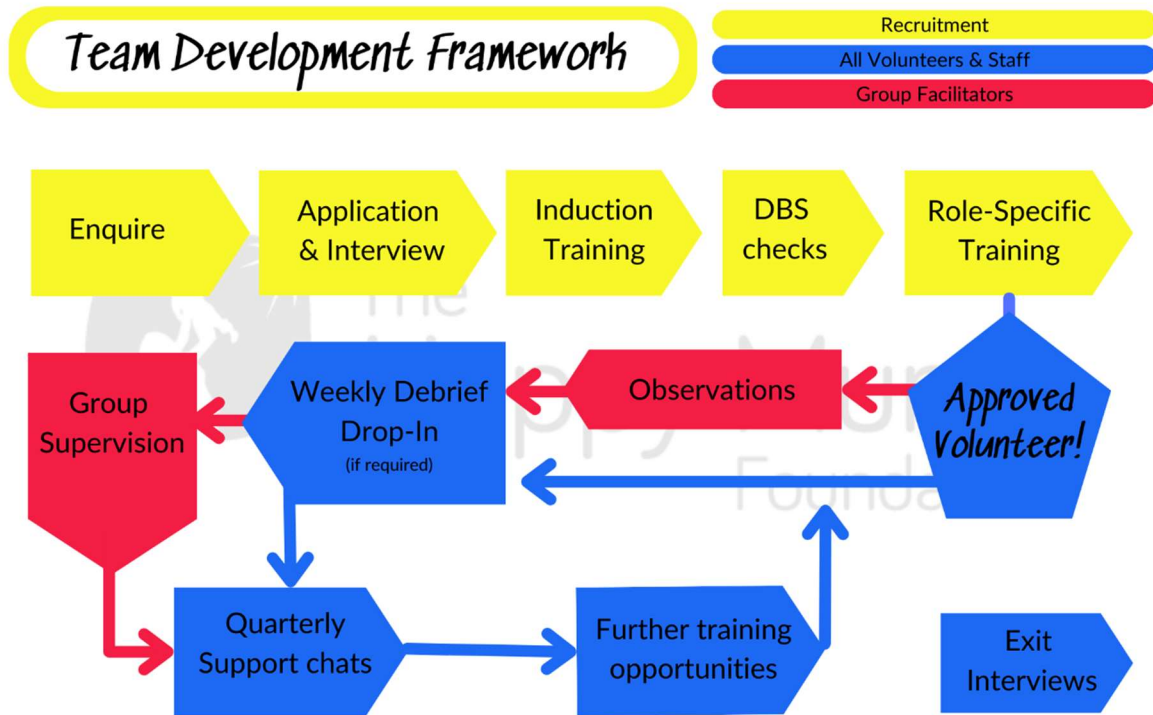 Team Development Framework
Recruitment
All Volunteers & Staff
Group Facilitators
Enquire
Application
& Interview
Induction
Training
DBS
checks
Role-Specific
Training
The
Group
Supervision
Weekly Debrief
Drop-In
(if required)
Observations
Approved
Volunteer!
Quarterly
Support chats
Further training
opportunities
Exit
Interviews